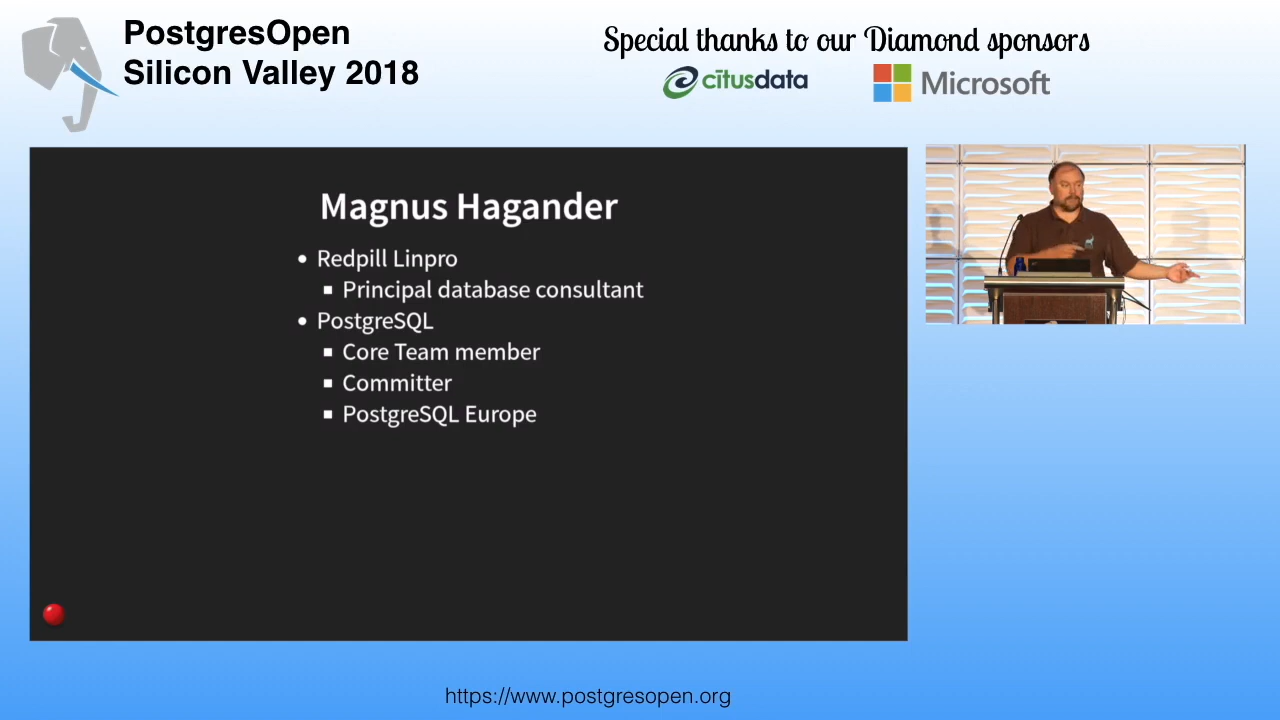 PostgresOpen
Silicon Valley 2018
Special thanks to our Diamond sponsors
citusdata
Microsoft
Magnus Hagander
Redpill Linpro
Principal database consultant
PostgreSQL
Core Team member
Committer
PostgreSQL Europe
https://www.postgresopen.org